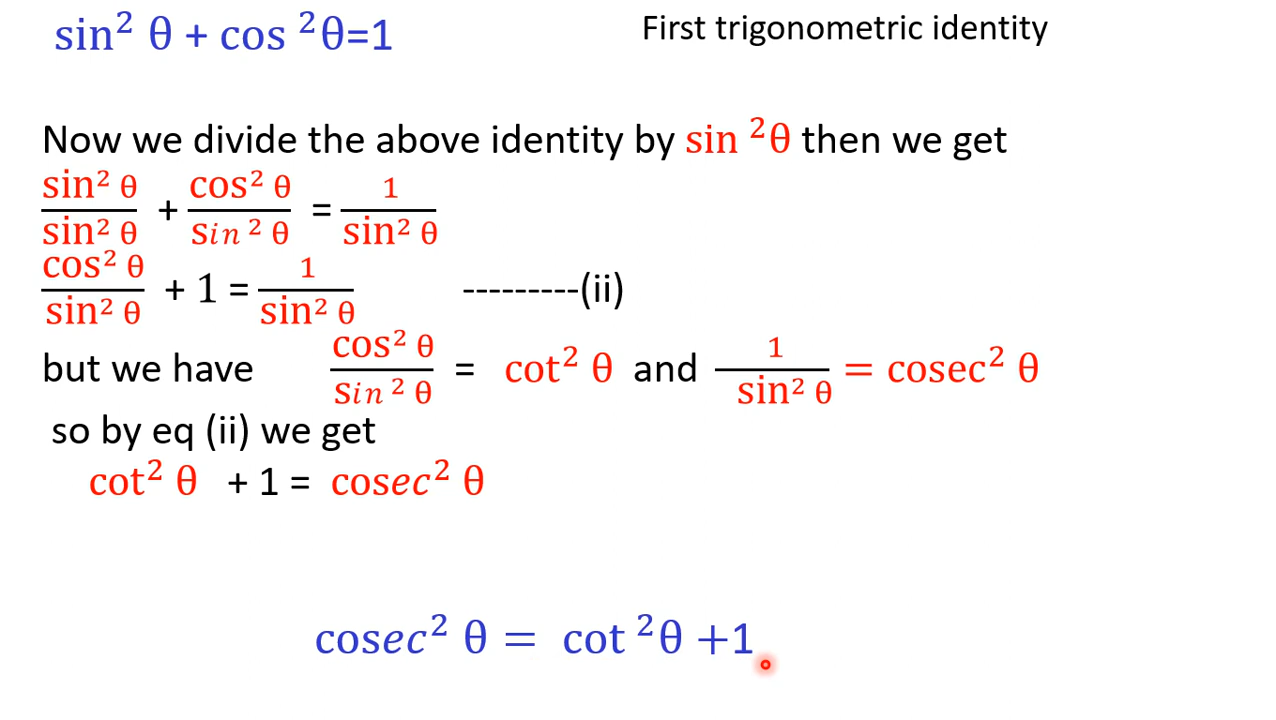 sin² θ + cos ²θ=1 First trigonometric identity
Now we divide the above identity by sin ²θ then we get
sin² θ/sin² θ + cos² θ/sin ² θ = 1/sin² θ
cos² θ/sin² θ + 1 = 1/sin² θ ---------(ii)
but we have cos² θ/sin ² θ = cot² θ and 1/sin² θ = cosec² θ
so by eq (ii) we get
cot² θ + 1 = cosec² θ
cosec² θ = cot ²θ +1